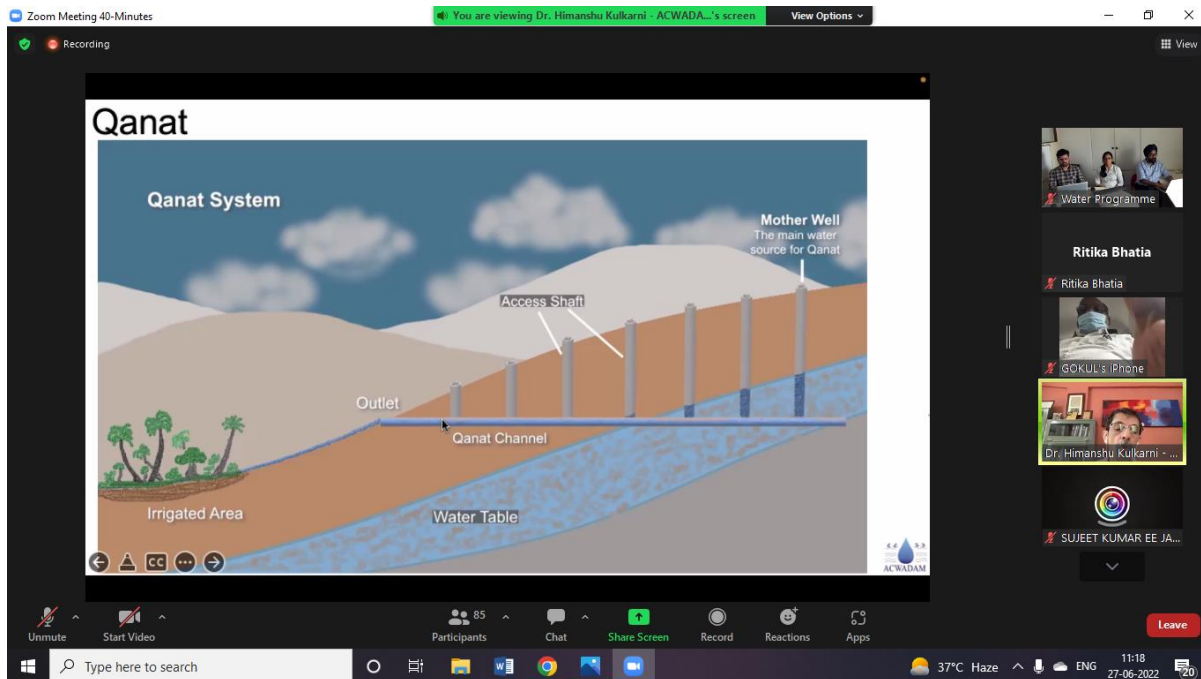 Zoom Meeting 40-Minutes
You are viewing Dr. Himanshu Kulkarni - ACWADA...'s screen
View Options
Recording
View
Qanat
Qanat System
Mother Well
The main water
source for Qanat
Access Shaft
Outlet
Qanat Channel
Irrigated Area
Water Table
CC
ACWADAM
Water Programme
Ritika Bhatia
Ritika Bhatia
GOKUL's iPhone
Dr. Himanshu Kulkarni - ...
SUJEET KUMAR EE JA...
Unmute
Start Video
85
Participants
Chat
Share Screen
Record
Reactions
Apps
Leave
Type here to search
37°C Haze
ENG
11:18
27-06-2022
20